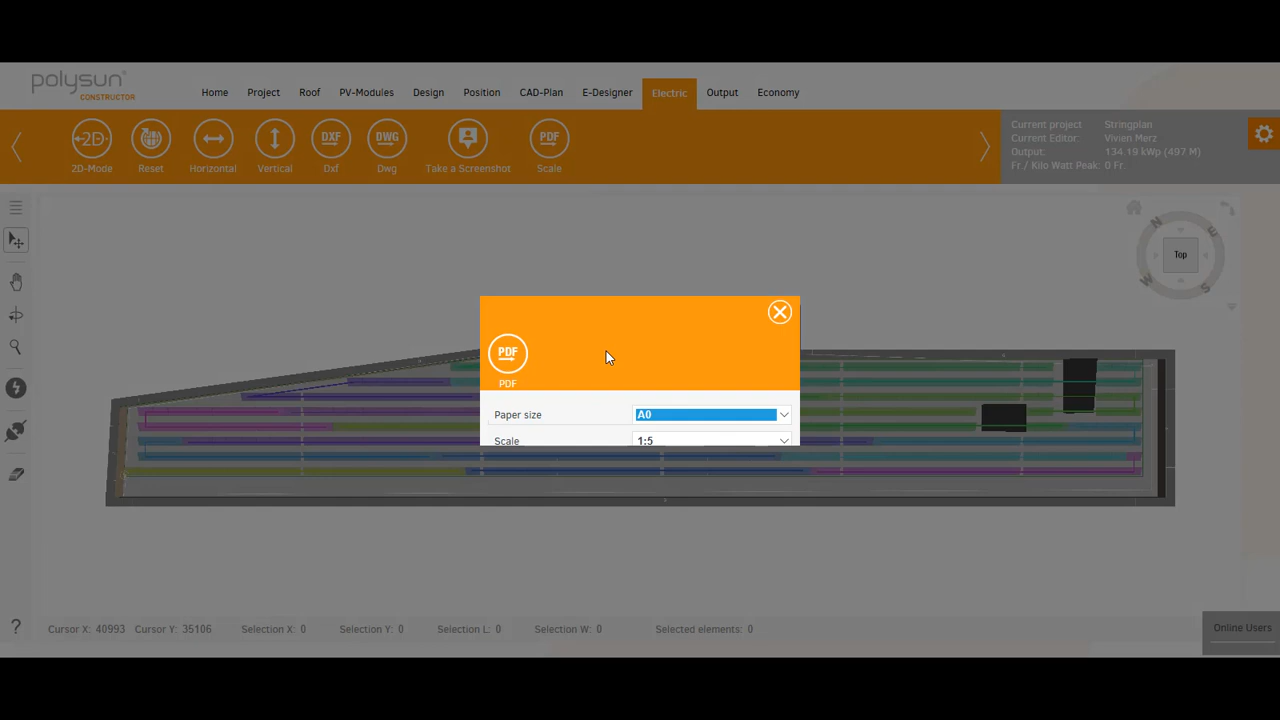 polysun®
CONSTRUCTOR
Home Project Roof PV-Modules Design Position CAD-Plan E-Designer Electric Output Economy
2D DXF DWG PDF
2D-Mode Reset Horizontal Vertical Dxf Dwg Take a Screenshot Scale
Current project Stringplan
Current Editor: Vivien Merz
Output: 134.19 kWp (497 M)
Fr./ Kilo Watt Peak: 0 Fr.
N E
Top
W S
PDF
PDF
Paper size A0
Scale 1:5
?
Cursor X: 40993 Cursor Y: 35106 Selection X: 0 Selection Y: 0 Selection L: 0 Selection W: 0 Selected elements: 0
Online Users